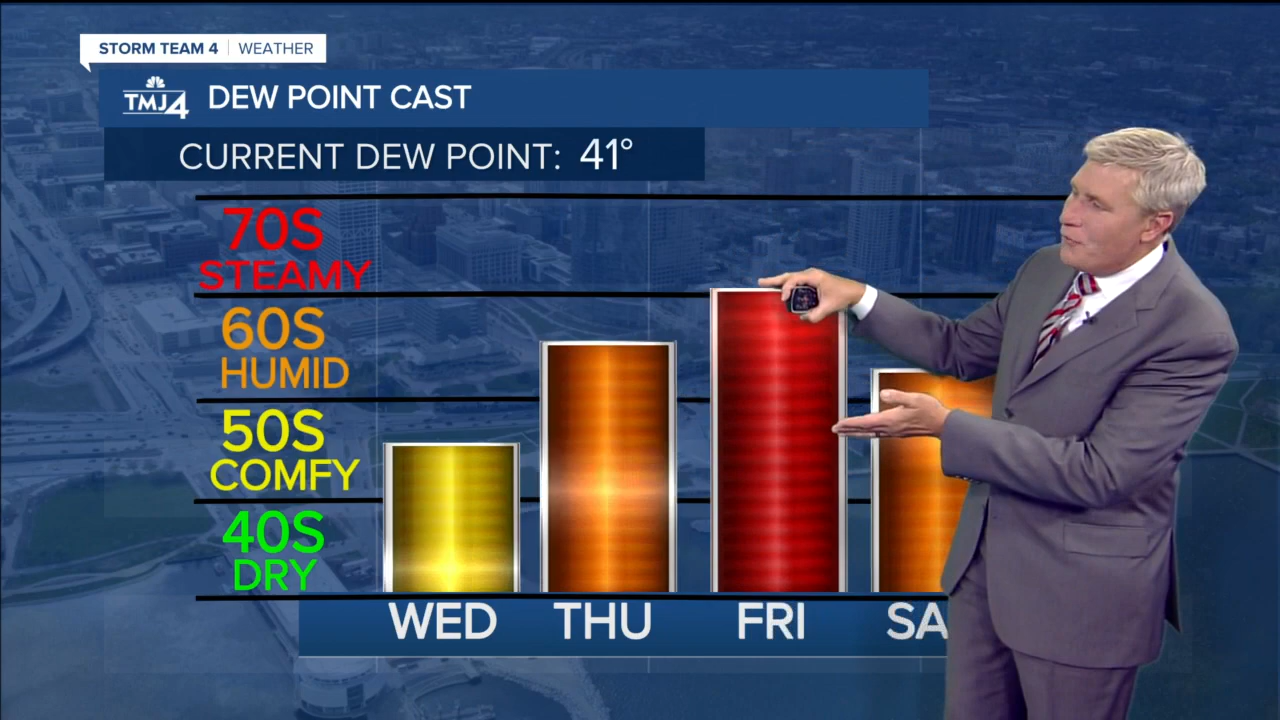 STORM TEAM 4 | WEATHER
TMJ4 DEW POINT CAST
CURRENT DEW POINT: 41°
70S
STEAMY
60S
HUMID
50S
COMFY
40S
DRY
WED THU FRI SA